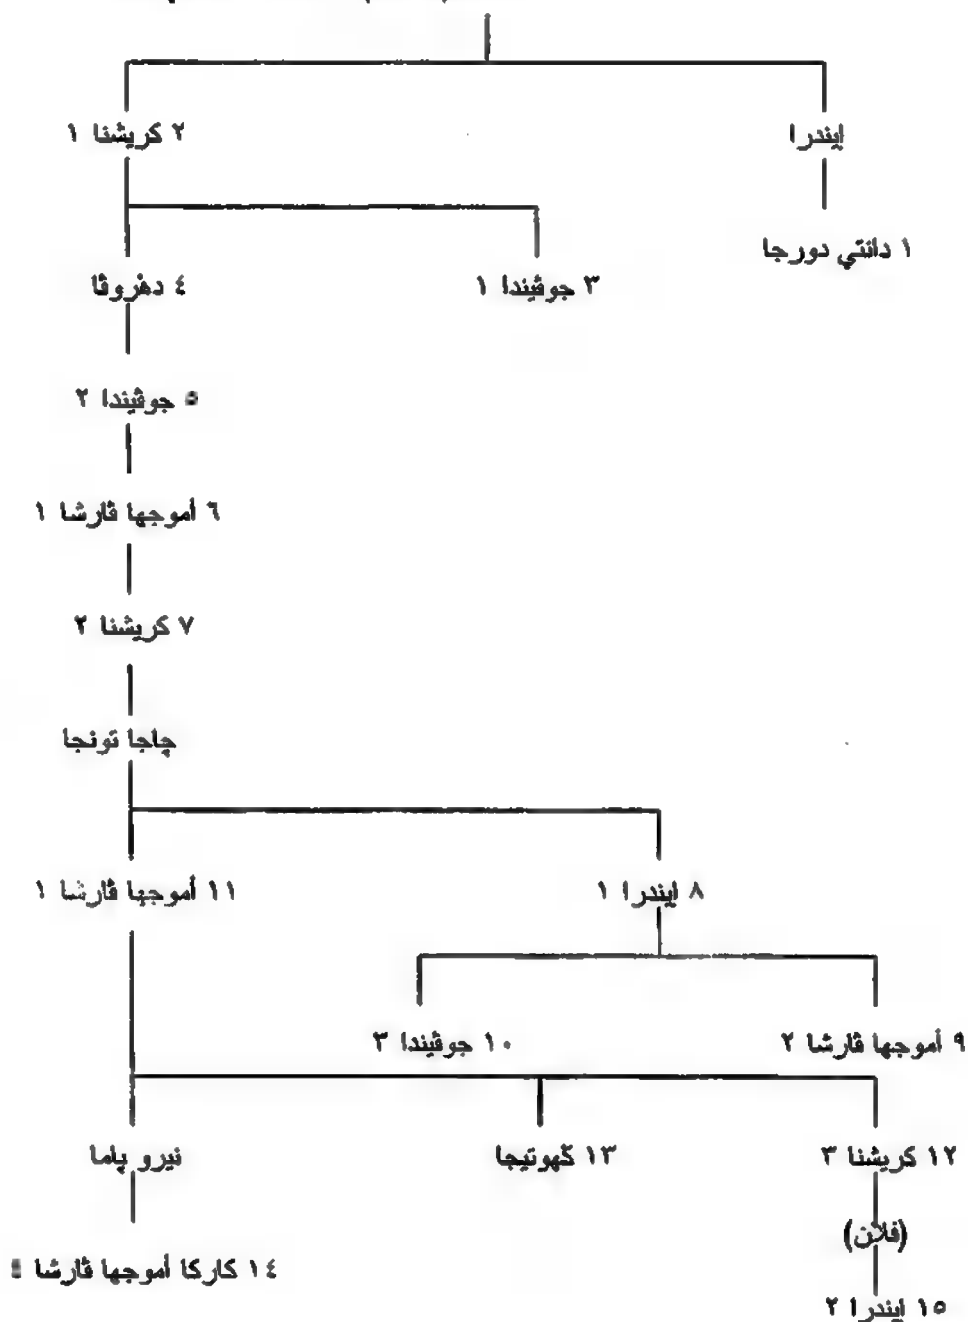 إيندرا
٢ كريشنا ١
١ دانتي دورجا
٣ جوڤيندا ١
٤ دهروڤا
٥ جوڤيندا ٢
٦ أموجها ڤارشا ١
٧ كريشنا ٢
چاجا تونجا
٨ إيندرا ١
١١ أموجها ڤارشا ١
٩ أموجها ڤارشا ٢
١٠ جوڤيندا ٣
١٢ كريشنا ٣
١٣ كهوتيجا
نيرو پاما
(فلان)
١٤ كاركا أموجها ڤارشا
١٥ إيندرا ٢